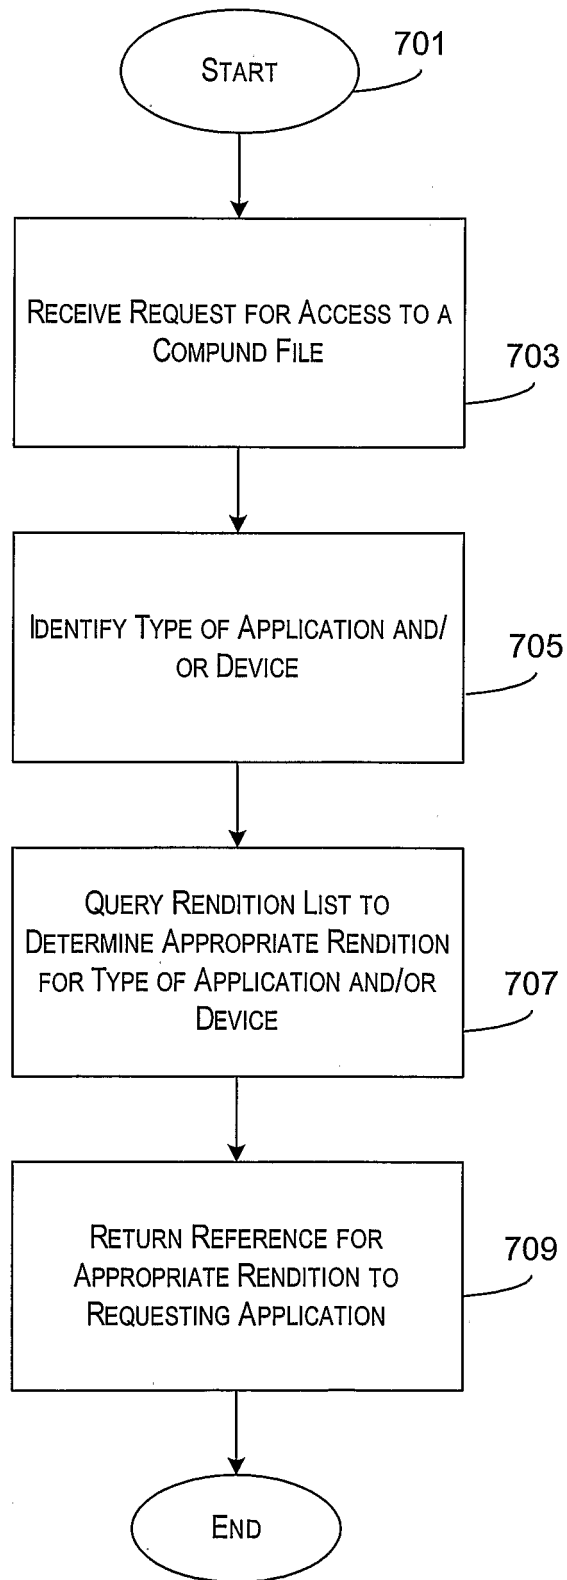 START
701
RECEIVE REQUEST FOR ACCESS TO A
COMPUND FILE
703
IDENTIFY TYPE OF APPLICATION AND/
OR DEVICE
705
QUERY RENDITION LIST TO
DETERMINE APPROPRIATE RENDITION
FOR TYPE OF APPLICATION AND/OR
DEVICE
707
RETURN REFERENCE FOR
APPROPRIATE RENDITION TO
REQUESTING APPLICATION
709
END